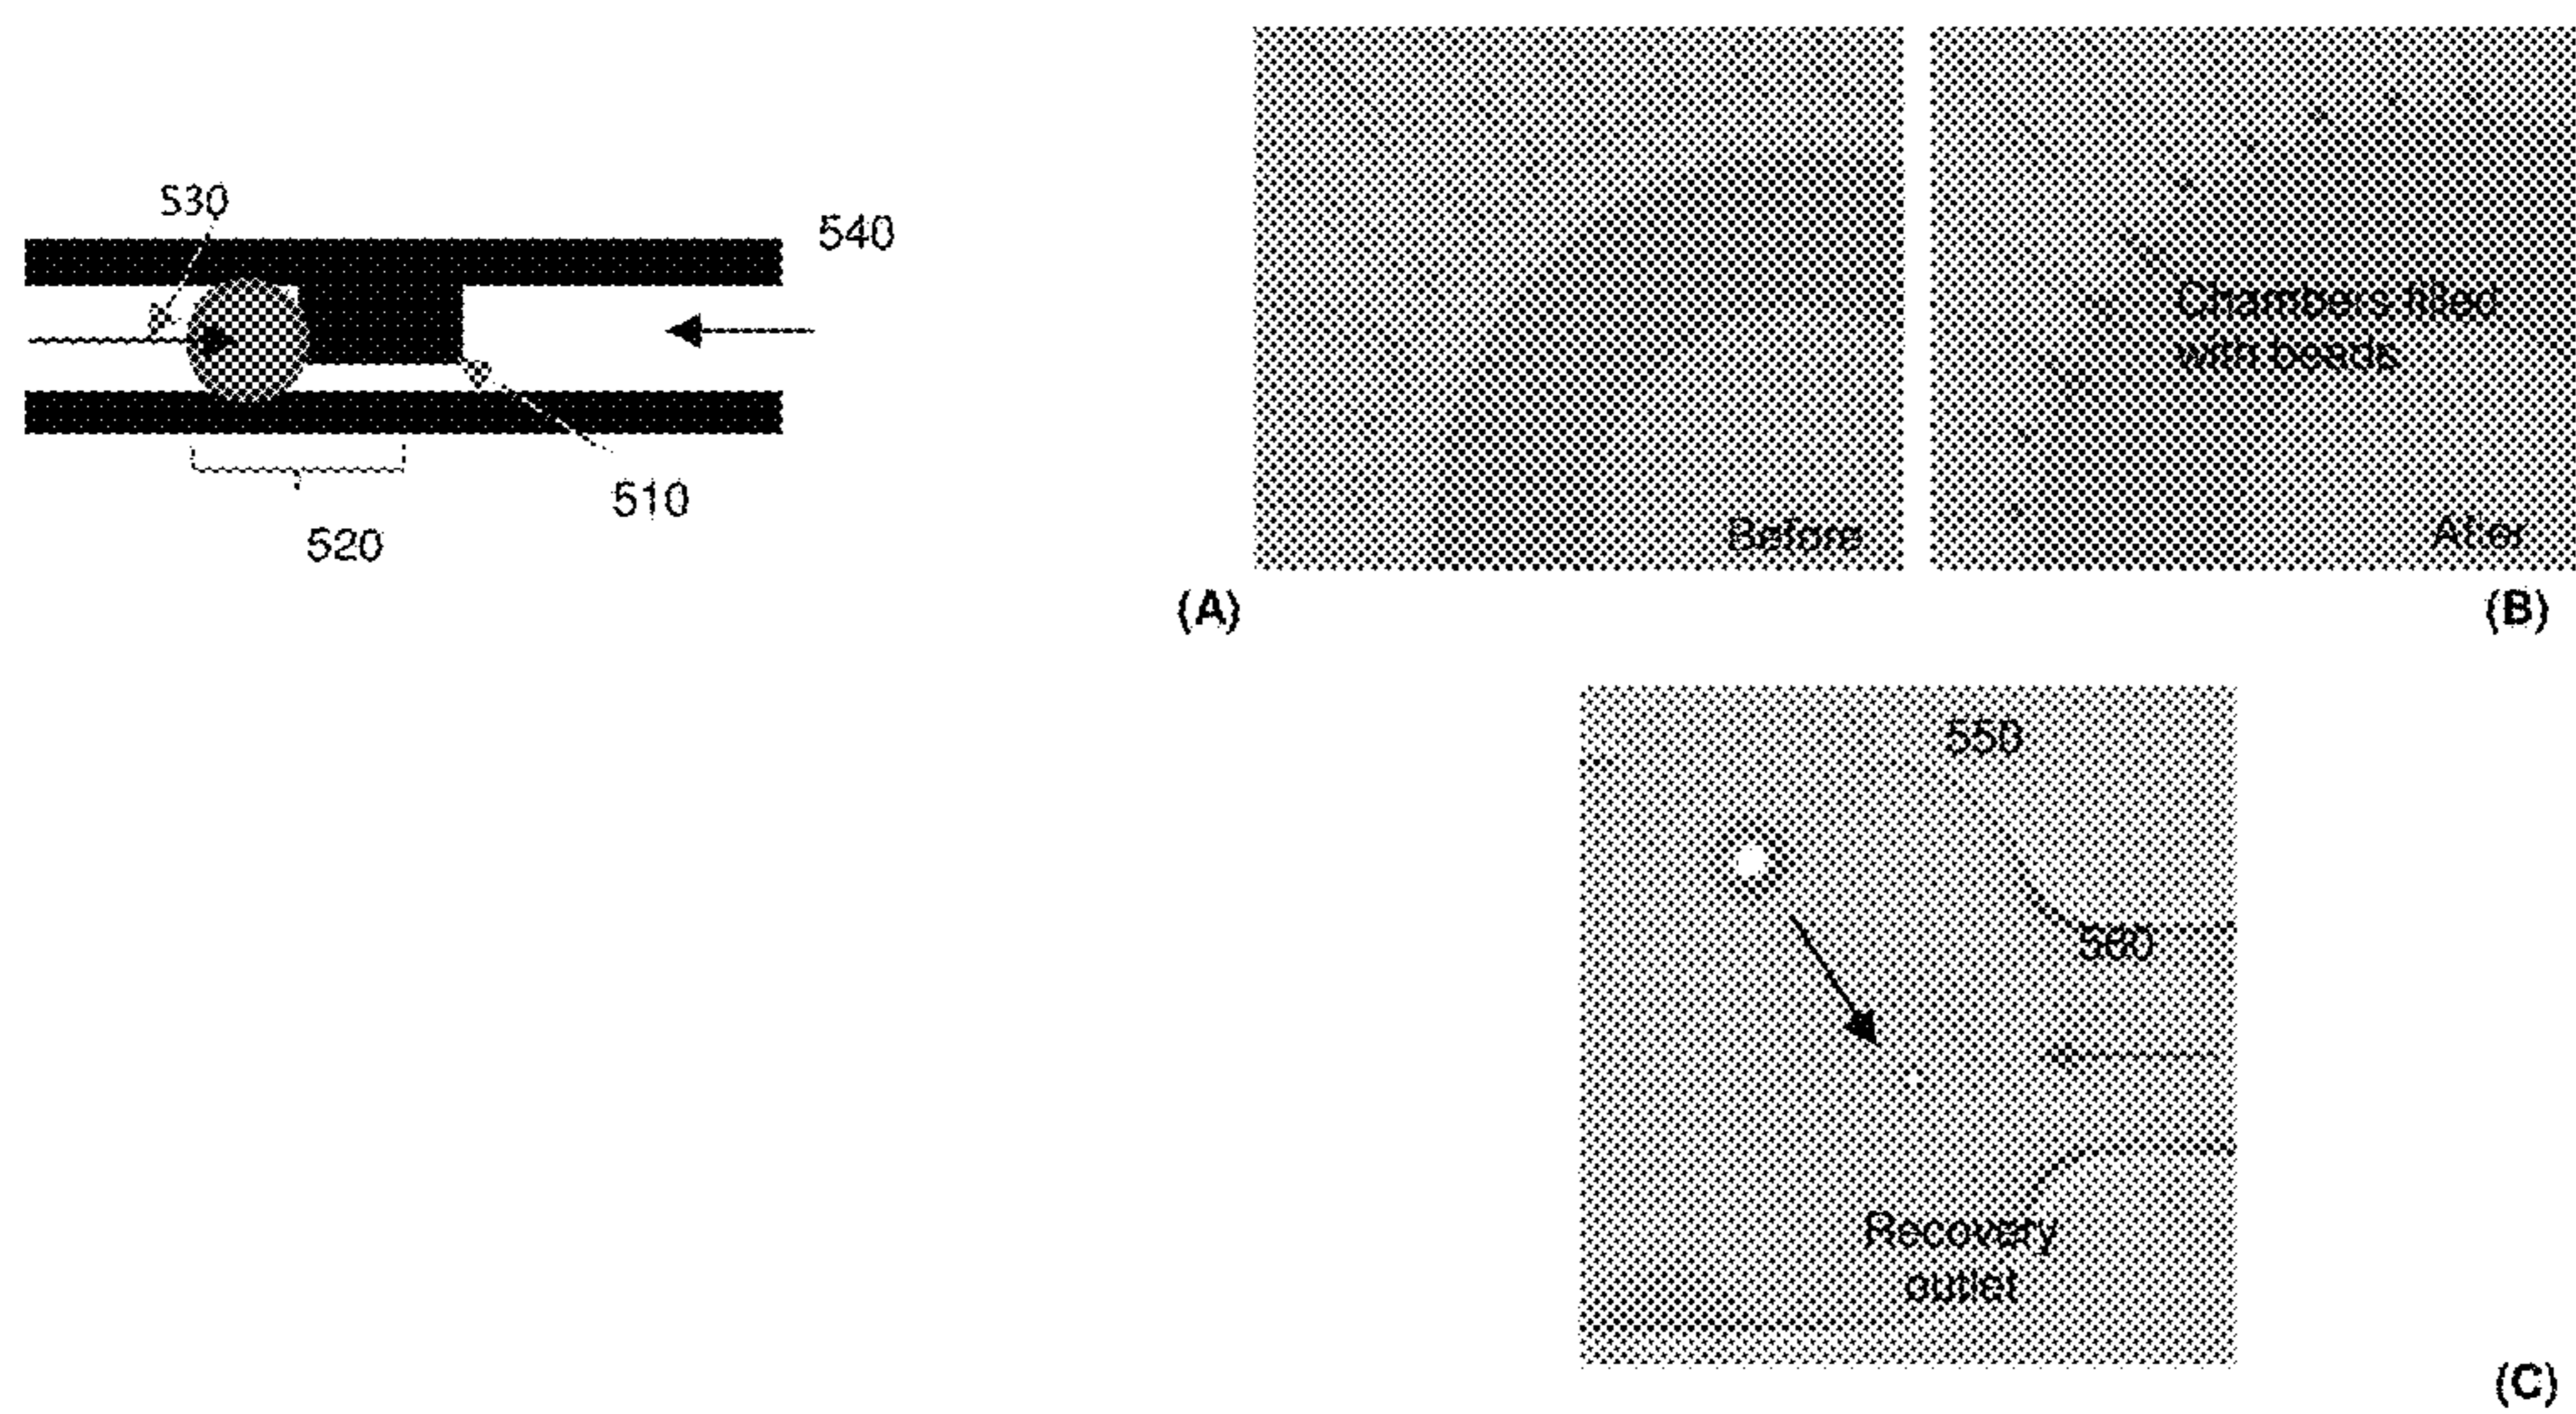 530
540
510
520
(A)
Before
Chambers filled
with beads
After
(B)
550
560
Recovery
outlet
(C)